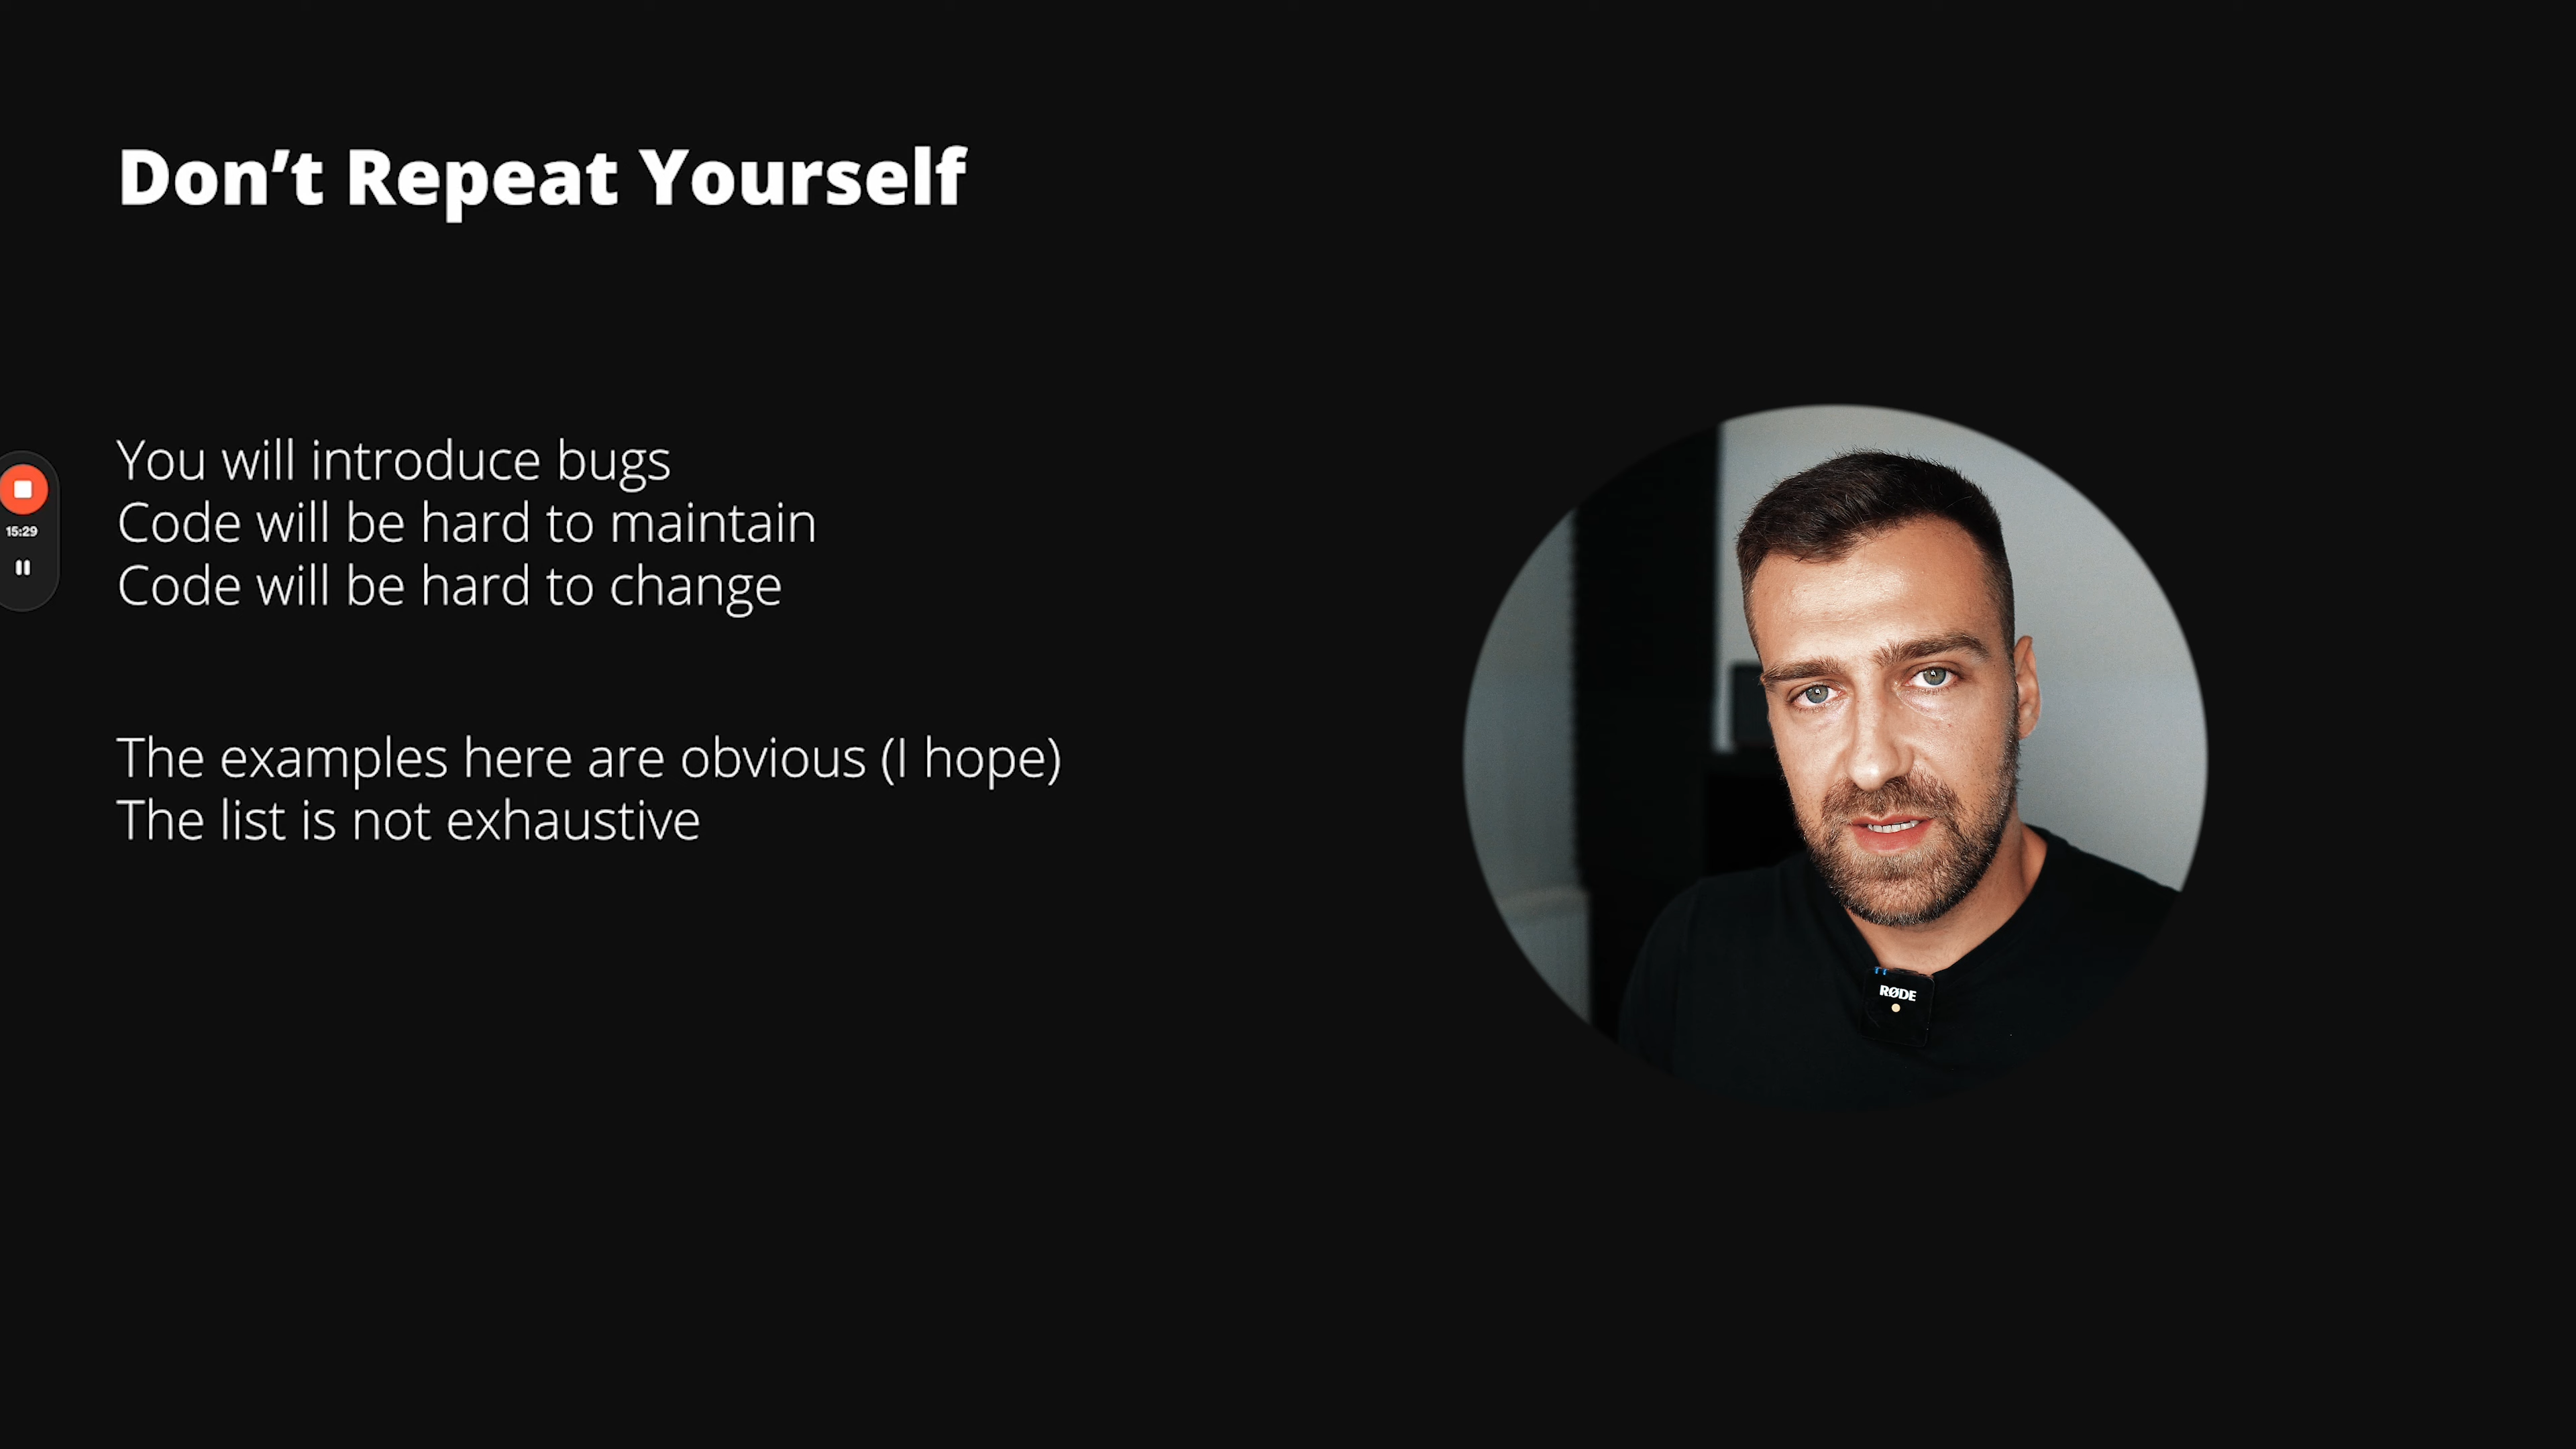 Don’t Repeat Yourself
You will introduce bugs
Code will be hard to maintain
Code will be hard to change
15:29
The examples here are obvious (I hope)
The list is not exhaustive
RØDE